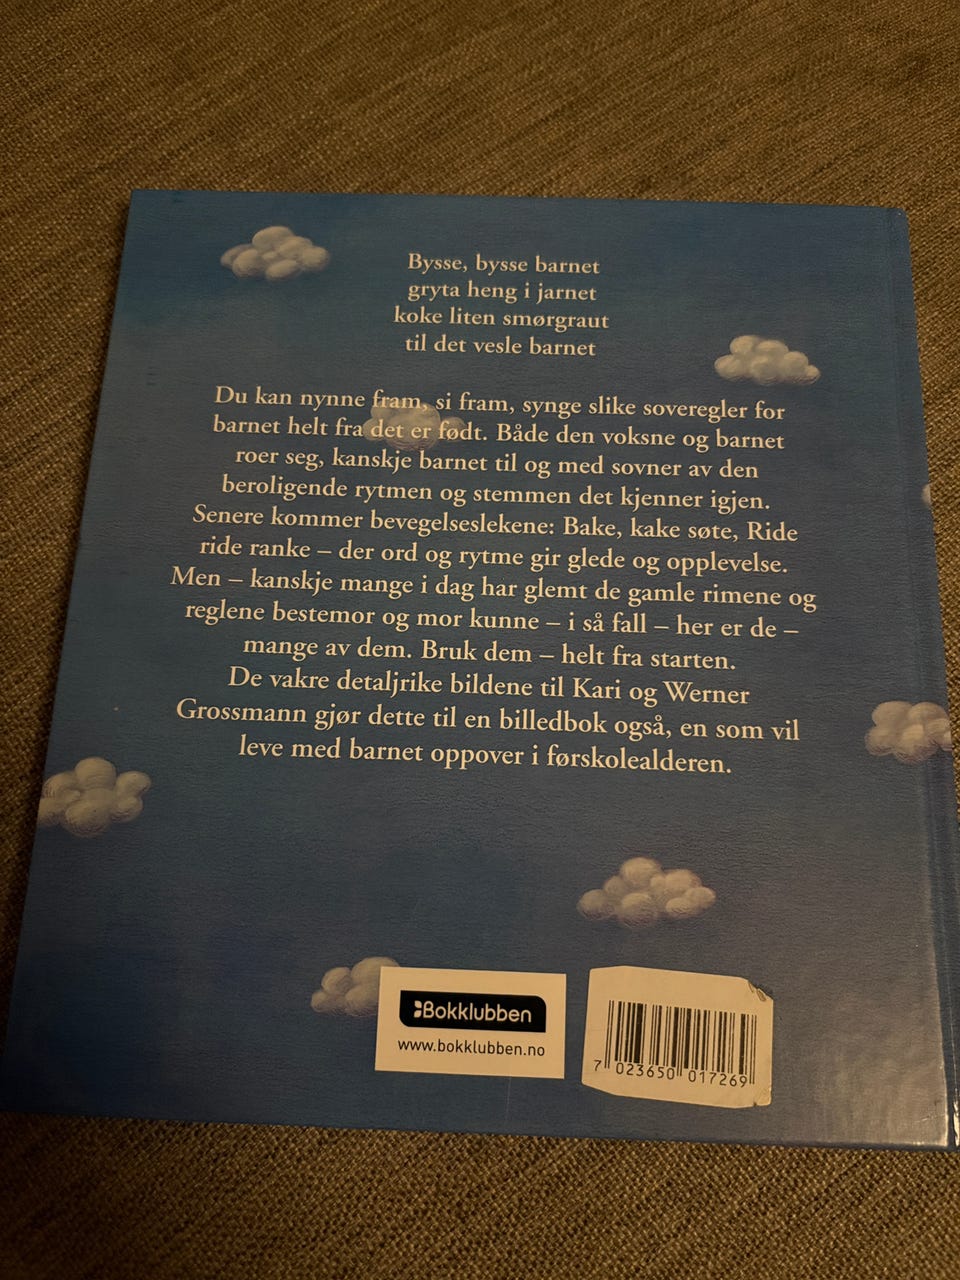 Bysse, bysse barnet
gryta heng i jarnet
koke liten smørgraut
til det vesle barnet
Du kan nynne fram, si fram, synge slike soveregler for
barnet helt fra det er født. Både den voksne og barnet
roer seg, kanskje barnet til og med sovner av den
beroligende rytmen og stemmen det kjenner igjen.
Senere kommer bevegelseslekene: Bake, kake søte, Ride
ride ranke – der ord og rytme gir glede og opplevelse.
Men – kanskje mange i dag har glemt de gamle rimene og
reglene bestemor og mor kunne – i så fall – her er de –
mange av dem. Bruk dem – helt fra starten.
De vakre detaljrike bildene til Kari og Werner
Grossmann gjør dette til en billedbok også, en som vil
leve med barnet oppover i førskolealderen.
Bokklubben
www.bokklubben.no
7 023650 017269